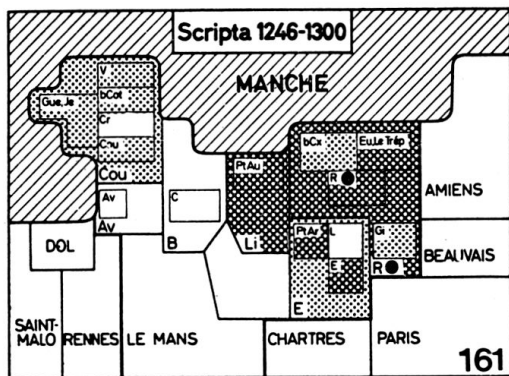 Scripta 1246-1300
MANCHE
V
bCot
Gue,Je
Cr
Cou
PtAu
bCx
Eu,Le Trép
R
AMIENS
Av
C
Av
B
Li
PtAr
L
Gi
DOL
BEAUVAIS
E
R
E
SAINT-
MALO
RENNES
LE MANS
CHARTRES
PARIS
161